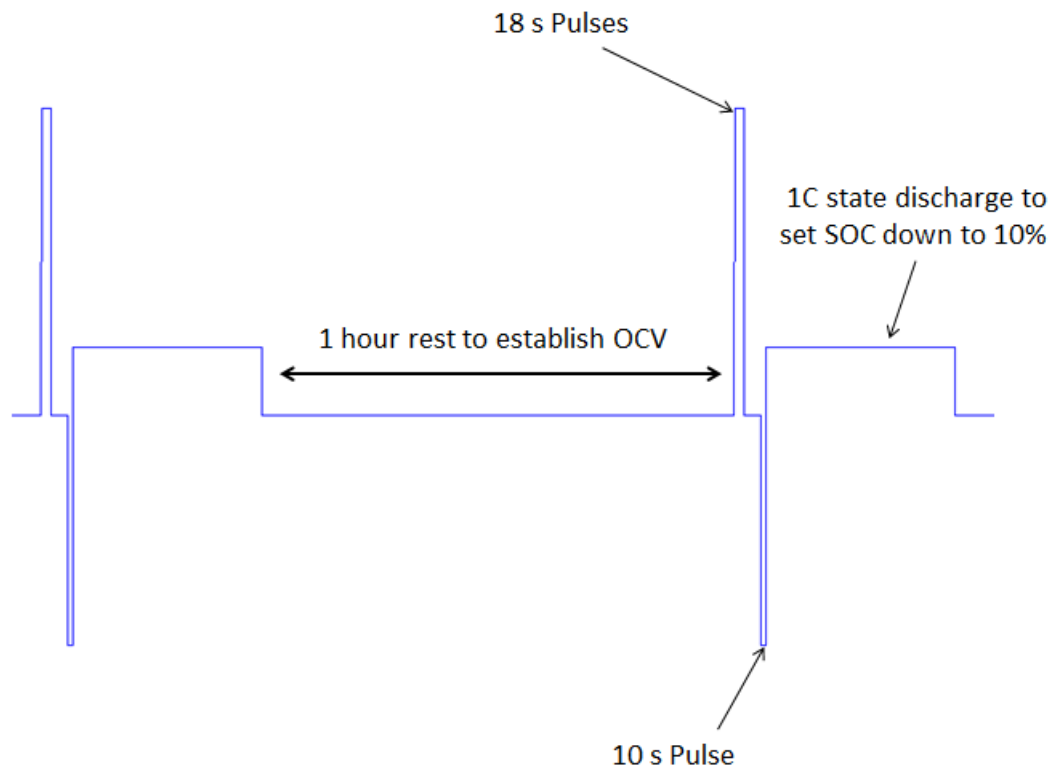 18 s Pulses
1C state discharge to
set SOC down to 10%
1 hour rest to establish OCV
10 s Pulse